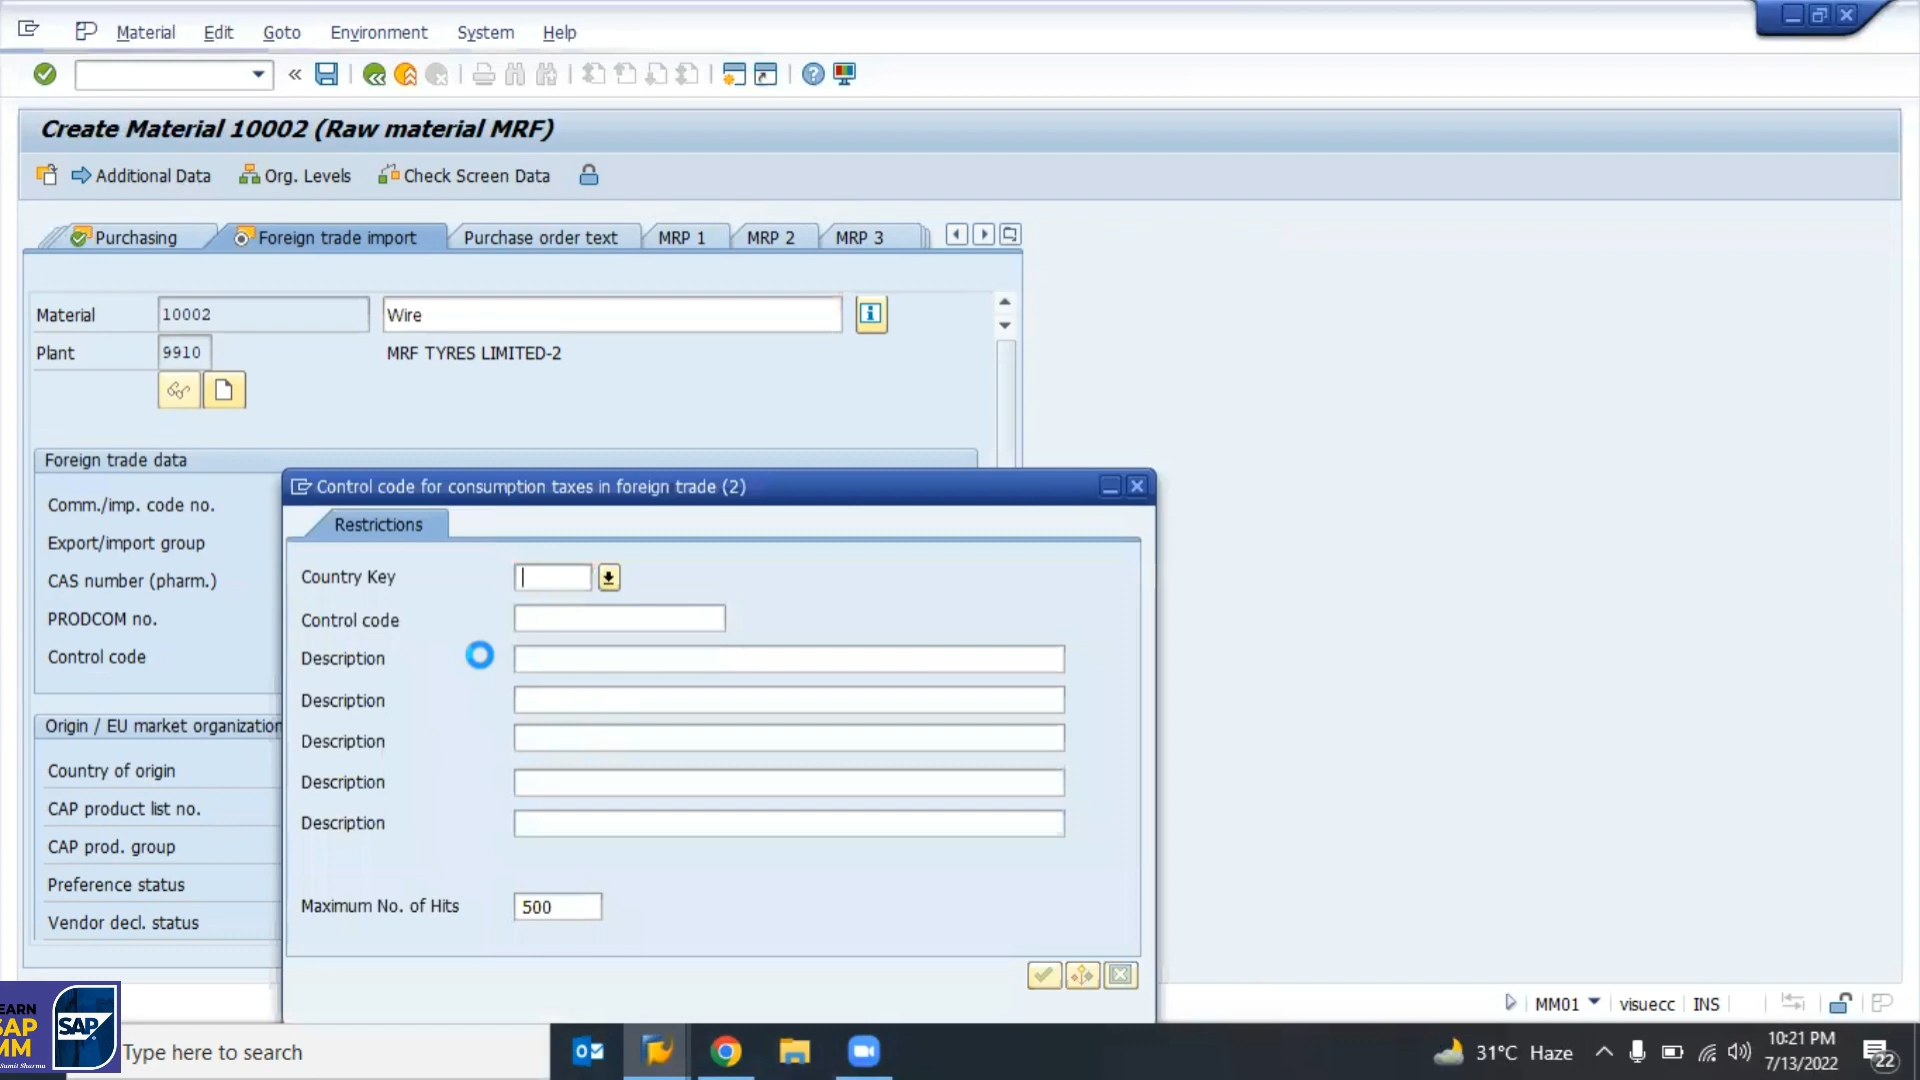 Material Edit Goto Environment System Help
Create Material 10002 (Raw material MRF)
Additional Data Org. Levels Check Screen Data
Purchasing Foreign trade import Purchase order text MRP 1 MRP 2 MRP 3
Material 10002 Wire
Plant 9910 MRF TYRES LIMITED-2
Foreign trade data
Comm./imp. code no.
Export/import group
CAS number (pharm.)
PRODCOM no.
Control code
Origin / EU market organization
Country of origin
CAP product list no.
CAP prod. group
Preference status
Vendor decl. status
Control code for consumption taxes in foreign trade (2)
Restrictions
Country Key
Control code
Description
Description
Description
Description
Description
Maximum No. of Hits 500
MM01 visuecc INS
EARN
SAP
MM
Sumit Sharma
SAP
Type here to search
31°C Haze
10:21 PM
7/13/2022
22